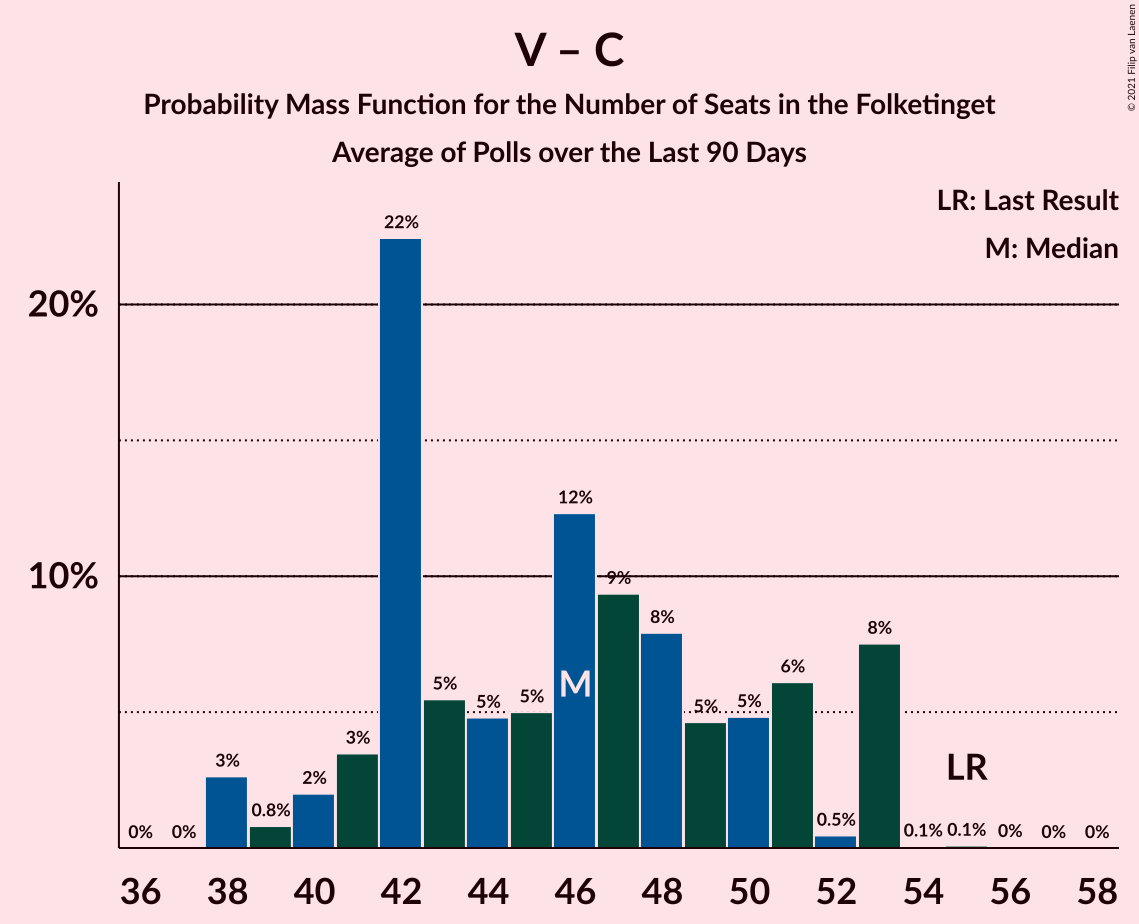 © 2021 Filip van Laenen
V – C
Probability Mass Function for the Number of Seats in the Folketinget
Average of Polls over the Last 90 Days
LR: Last Result
M: Median
20%
10%
0% 0% 3% 0.8% 2% 3% 22% 5% 5% 5% 12% 9% 8% 5% 5% 6% 0.5% 8% 0.1% 0.1% 0% 0% 0%
M
LR
36 38 40 42 44 46 48 50 52 54 56 58